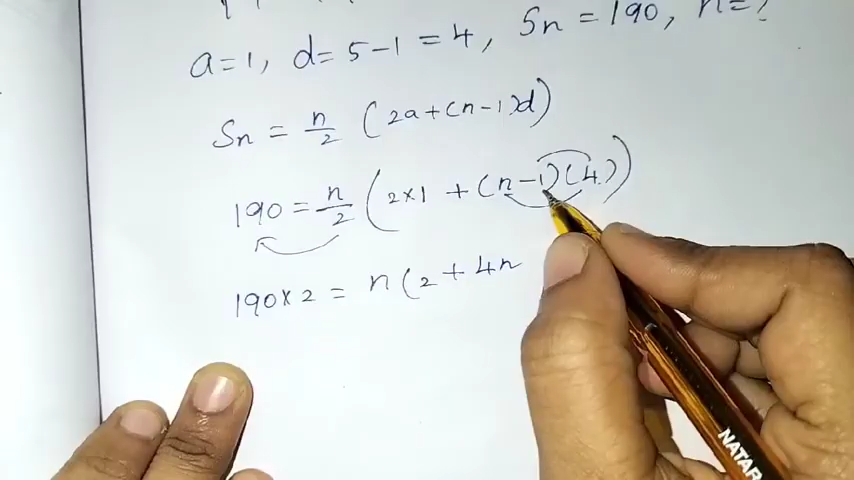 a=1, d=5-1=4, Sn=190, n=?
Sn = n/2 (2a+(n-1)d)
190 = n/2 (2×1 + (n-1)(4))
190×2 = n(2+4n
NATAR